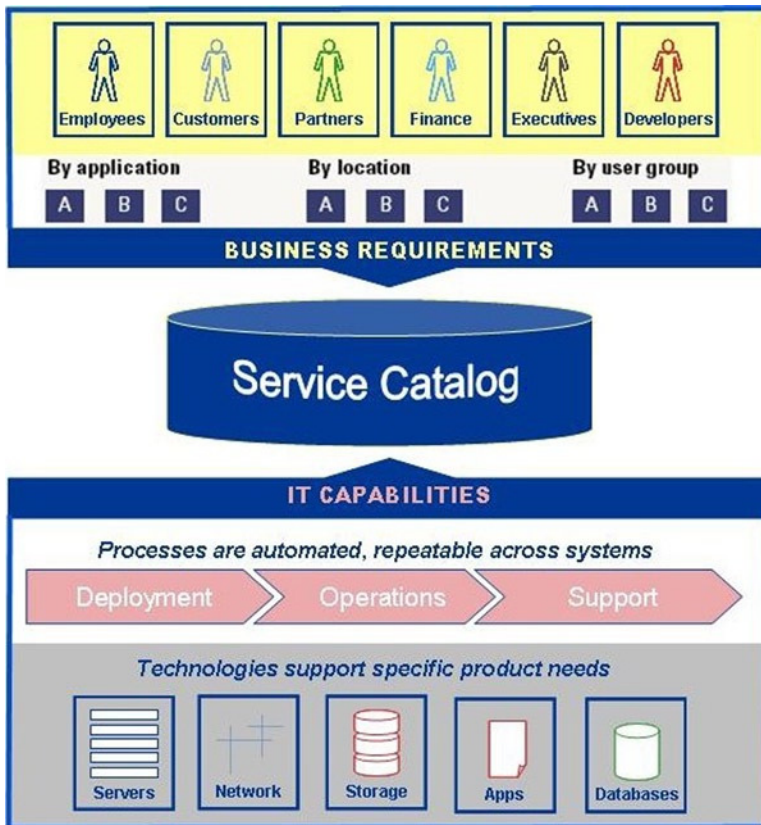 Employees Customers Partners Finance Executives Developers
By application By location By user group
A B C A B C A B C
BUSINESS REQUIREMENTS
Service Catalog
IT CAPABILITIES
Processes are automated, repeatable across systems
Deployment Operations Support
Technologies support specific product needs
Servers Network Storage Apps Databases